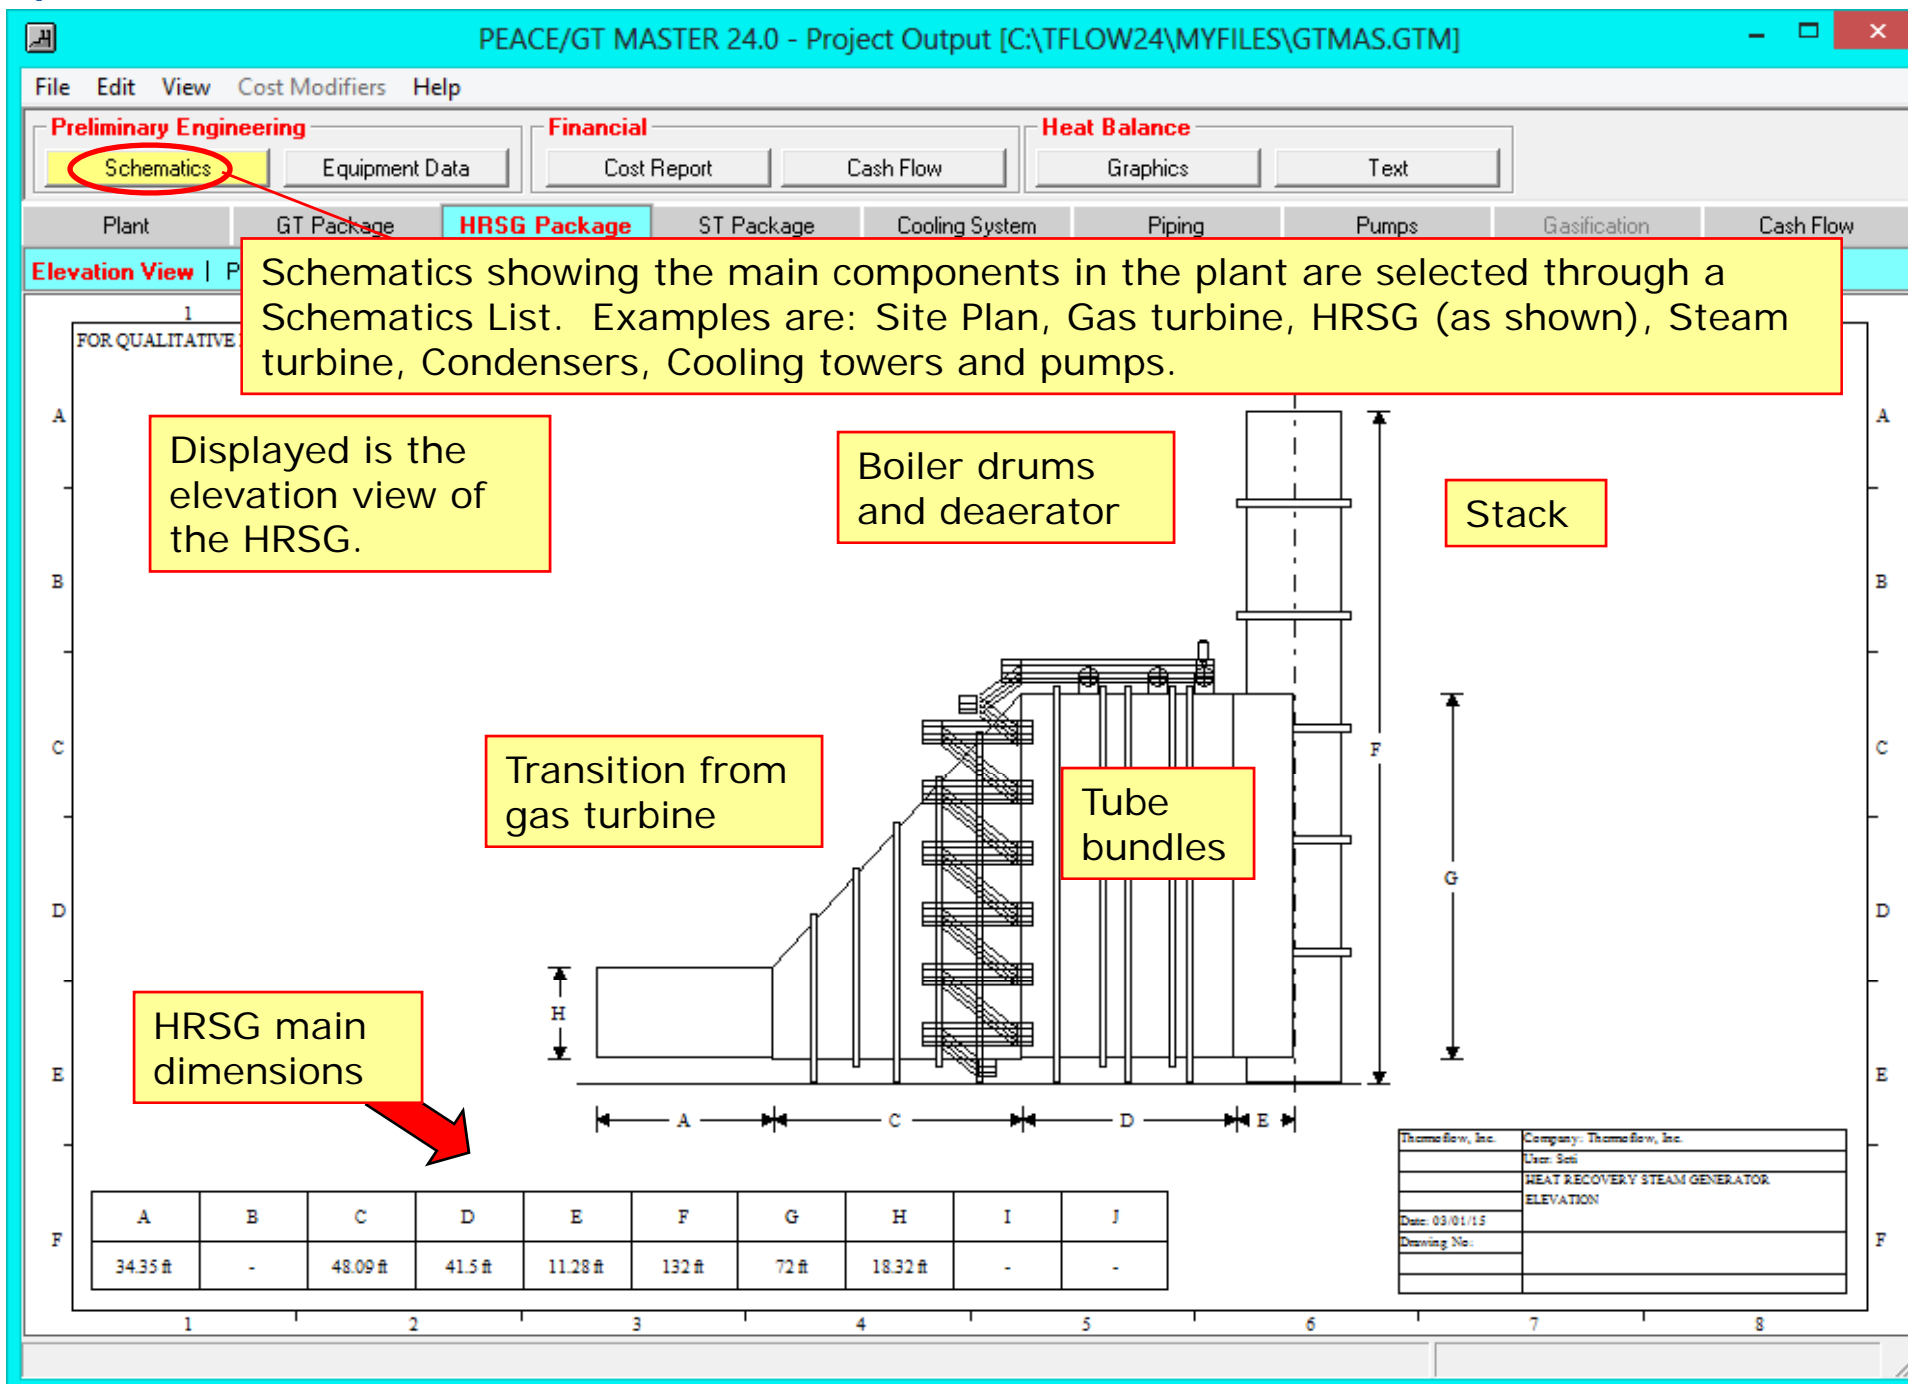 PEACE/GT MASTER 24.0 - Project Output [C:\TFLOW24\MYFILES\GTMAS.GTM]
File Edit View Cost Modifiers Help
Preliminary Engineering Financial Heat Balance
Schematics Equipment Data Cost Report Cash Flow Graphics Text
Plant GT Package HRSG Package ST Package Cooling System Piping Pumps Gasification Cash Flow
Elevation View | P
Schematics showing the main components in the plant are selected through a
Schematics List. Examples are: Site Plan, Gas turbine, HRSG (as shown), Steam
turbine, Condensers, Cooling towers and pumps.
1
FOR QUALITATIVE
A A
Displayed is the
elevation view of
the HRSG.
Boiler drums
and deaerator
Stack
B B
C C
F
Transition from
gas turbine
Tube
bundles
G
D D
H
HRSG main
dimensions
E E
A C D E
Thermoflow, Inc. Company: Thermoflow, Inc.
User: Seti
HEAT RECOVERY STEAM GENERATOR
ELEVATION
Date: 03/01/15
Drawing No:
A B C D E F G H I J
F F
34.35 ft - 48.09 ft 41.5 ft 11.28 ft 132 ft 72 ft 18.32 ft - -
1 2 3 4 5 6 7 8